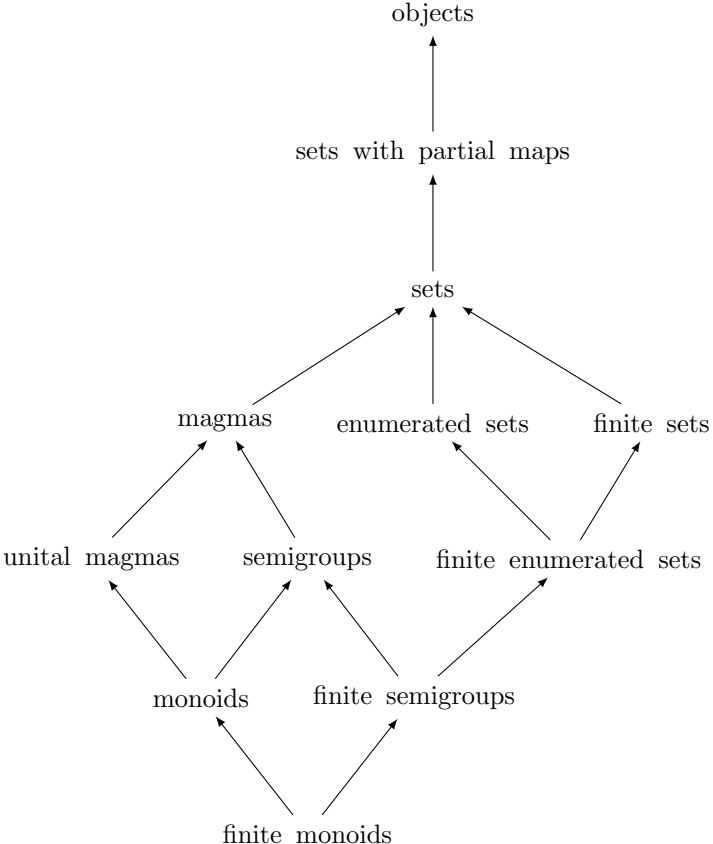 objects
sets with partial maps
sets
magmas
enumerated sets
finite sets
unital magmas
semigroups
finite enumerated sets
monoids
finite semigroups
finite monoids